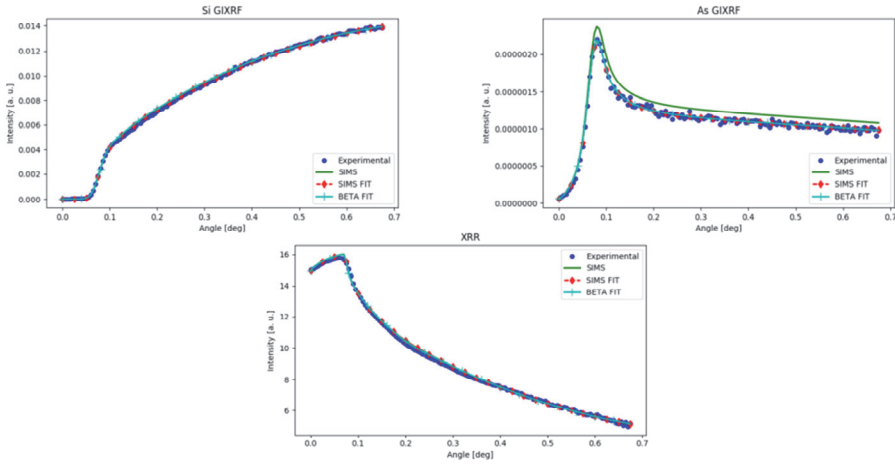 Si GIXRF
Intensity [a. u.]
0.014
0.012
0.010
0.008
0.006
0.004
0.002
0.000
Experimental
SIMS
SIMS FIT
BETA FIT
0.0 0.1 0.2 0.3 0.4 0.5 0.6 0.7
Angle [deg]
As GIXRF
Intensity [a. u.]
0.0000020
0.0000015
0.0000010
0.0000005
0.0000000
Experimental
SIMS
SIMS FIT
BETA FIT
0.0 0.1 0.2 0.3 0.4 0.5 0.6 0.7
Angle [deg]
XRR
Intensity [a. u.]
16
14
12
10
8
6
Experimental
SIMS
SIMS FIT
BETA FIT
0.0 0.1 0.2 0.3 0.4 0.5 0.6 0.7
Angle [deg]